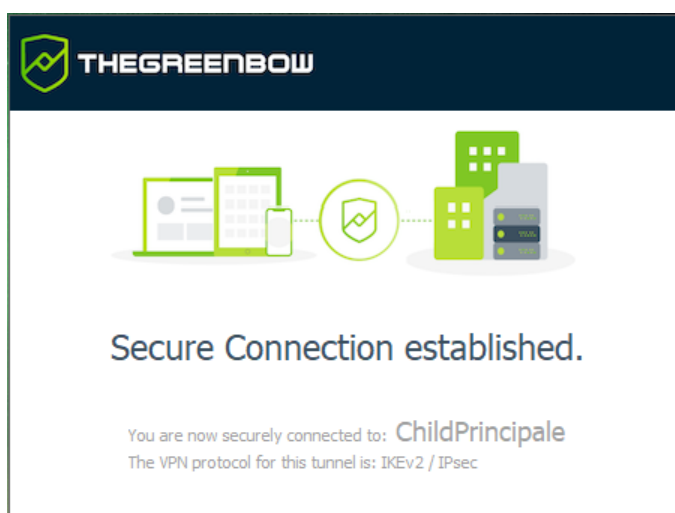 THEGREENBOW
Secure Connection established.
You are now securely connected to: ChildPrincipale
The VPN protocol for this tunnel is: IKEv2 / IPsec